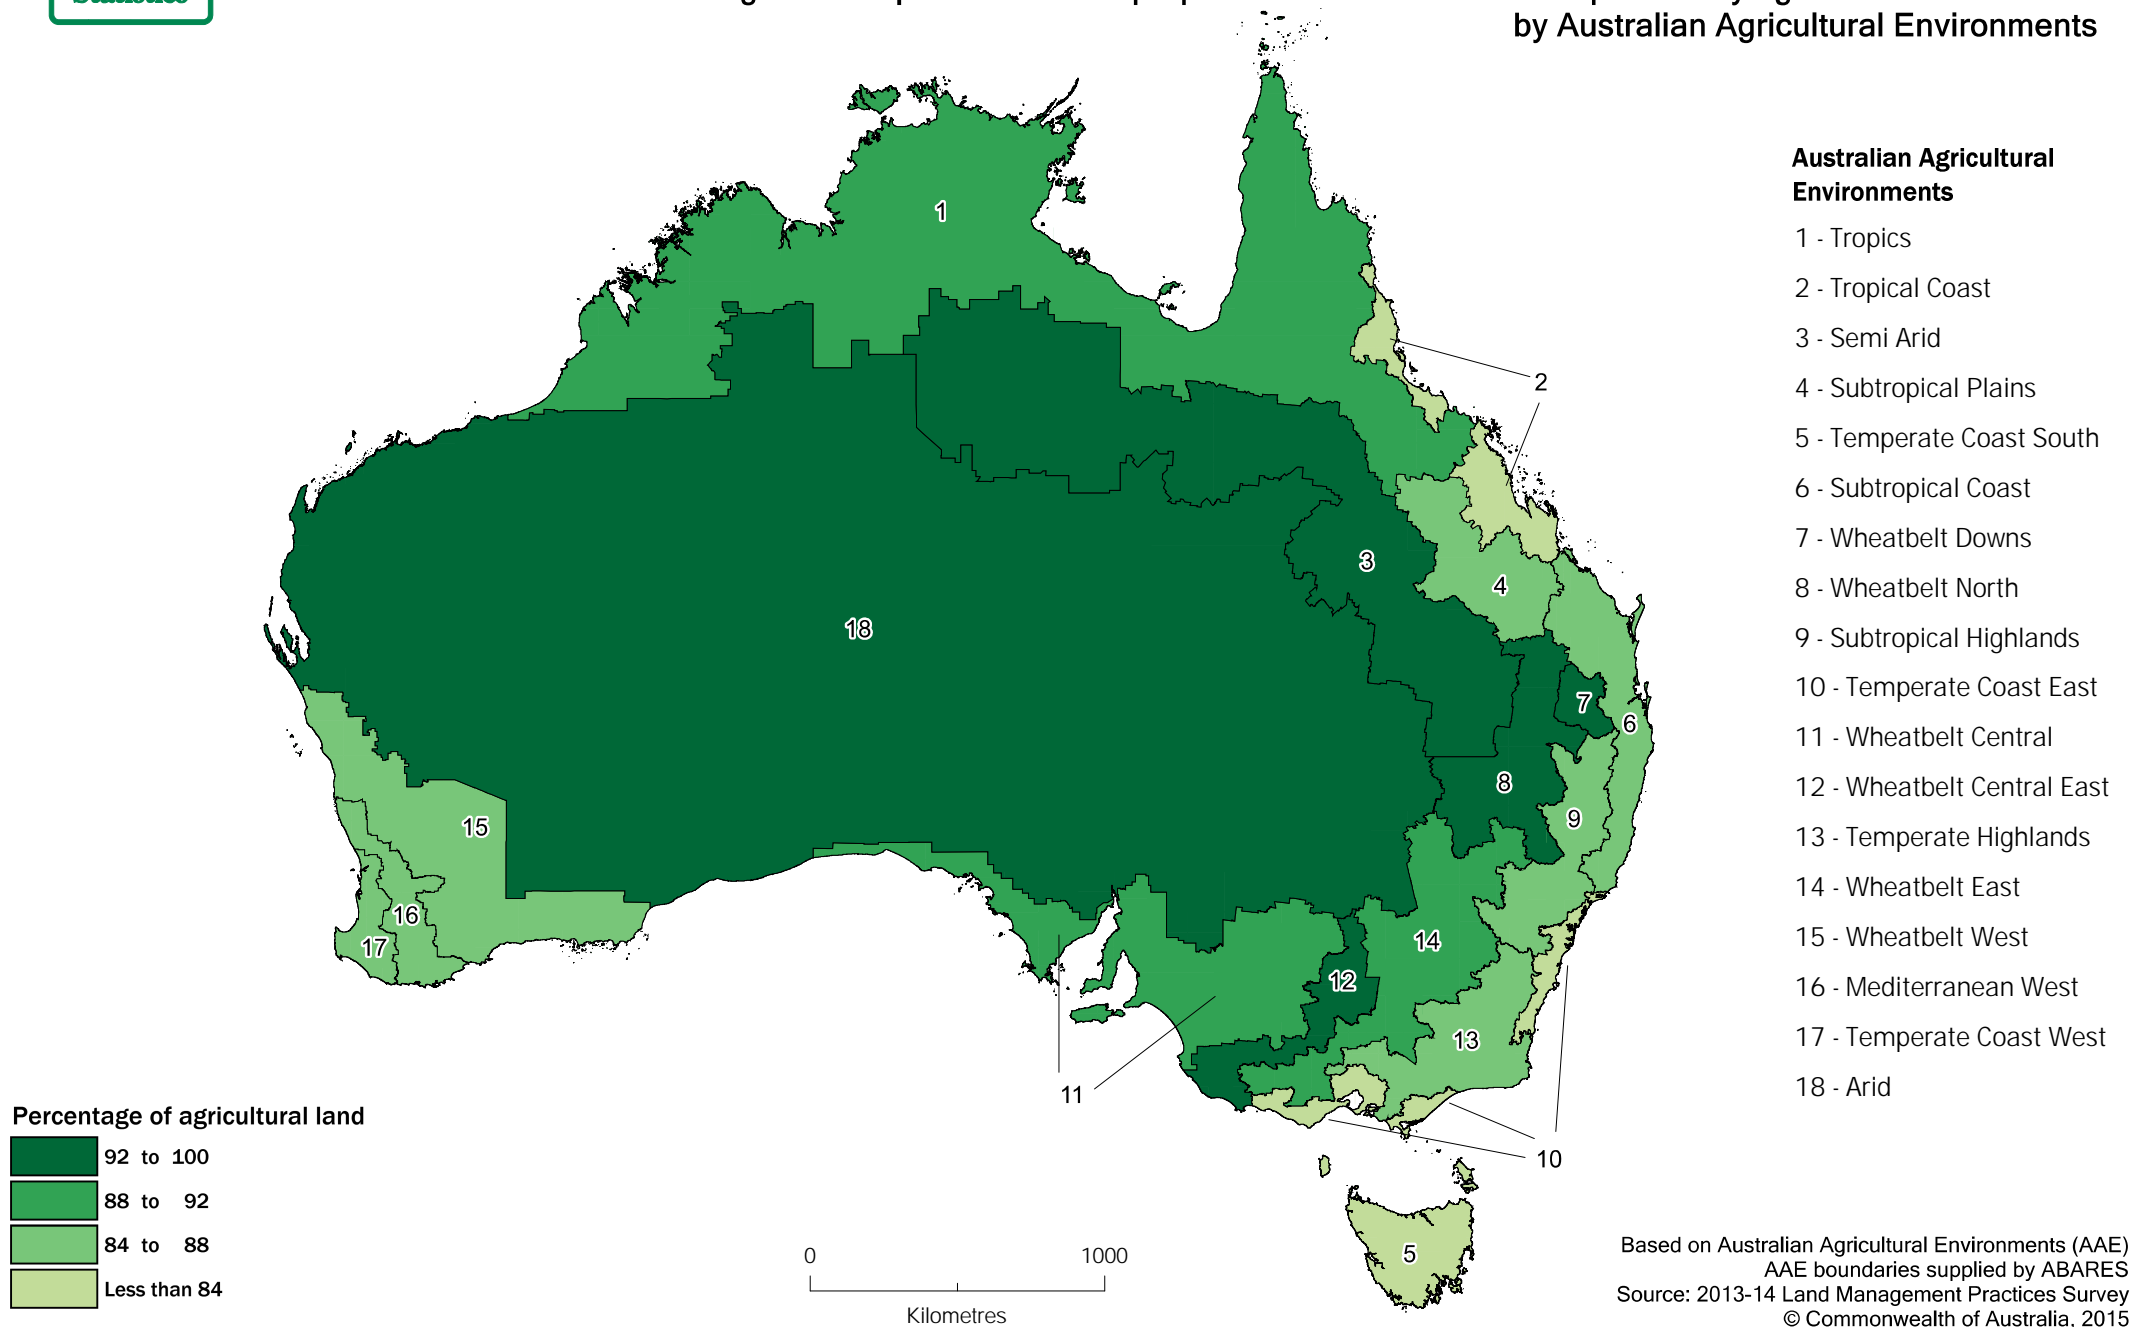 by Australian Agricultural Environments
Australian Agricultural
Environments
1 - Tropics
2 - Tropical Coast
3 - Semi Arid
4 - Subtropical Plains
5 - Temperate Coast South
6 - Subtropical Coast
7 - Wheatbelt Downs
8 - Wheatbelt North
9 - Subtropical Highlands
10 - Temperate Coast East
11 - Wheatbelt Central
12 - Wheatbelt Central East
13 - Temperate Highlands
14 - Wheatbelt East
15 - Wheatbelt West
16 - Mediterranean West
17 - Temperate Coast West
18 - Arid
1
2
3
4
18
7
6
8
9
15
16
17
14
12
13
11
10
5
Percentage of agricultural land
92 to 100
88 to 92
84 to 88
Less than 84
0 1000
Kilometres
Based on Australian Agricultural Environments (AAE)
AAE boundaries supplied by ABARES
Source: 2013-14 Land Management Practices Survey
© Commonwealth of Australia, 2015